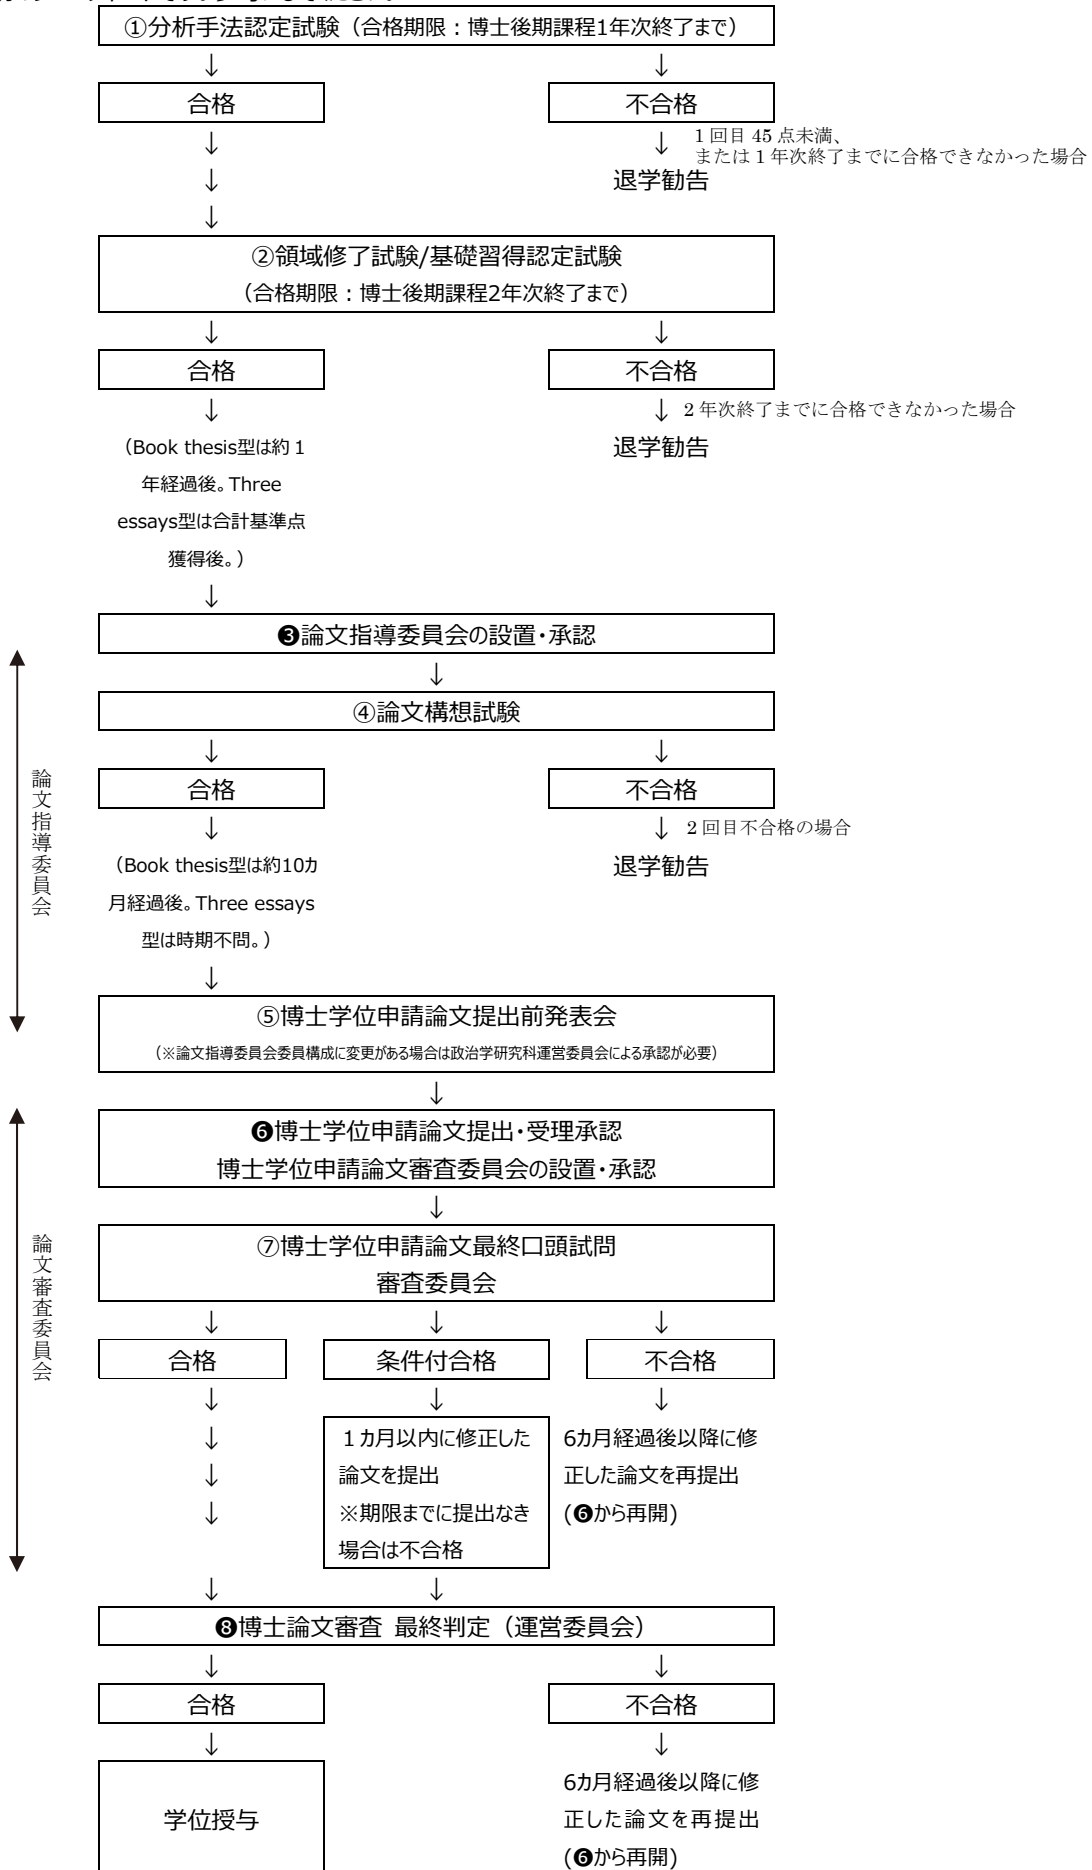 ①分析手法認定試験（合格期限：博士後期課程1年次終了まで）
↓ ↓
合格 不合格
↓ ↓ 1回目 45 点未満、
または 1 年次終了までに合格できなかった場合
↓ 退学勧告
↓
②領域修了試験/基礎習得認定試験
（合格期限：博士後期課程2年次終了まで）
↓ ↓
合格 不合格
↓ ↓ 2 年次終了までに合格できなかった場合
（Book thesis型は約１ 退学勧告
年経過後。Three
essays型は合計基準点
獲得後。）
↓
❸論文指導委員会の設置・承認
↓
④論文構想試験
↓ ↓
合格 不合格
↓ ↓ 2 回目不合格の場合
（Book thesis型は約10カ 退学勧告
月経過後。Three essays
型は時期不問。）
↓
論文指導委員会
⑤博士学位申請論文提出前発表会
（※論文指導委員会委員構成に変更がある場合は政治学研究科運営委員会による承認が必要）
↓
❻博士学位申請論文提出・受理承認
博士学位申請論文審査委員会の設置・承認
↓
⑦博士学位申請論文最終口頭試問
審査委員会
論文審査委員会
↓ ↓ ↓
合格 条件付合格 不合格
↓ ↓ ↓
↓ １カ月以内に修正した 6カ月経過後以降に修
↓ 論文を提出 正した論文を再提出
↓ ※期限までに提出なき (❻から再開)
場合は不合格
↓ ↓
❽博士論文審査 最終判定（運営委員会）
↓ ↓
合格 不合格
↓ ↓
6カ月経過後以降に修
学位授与 正した論文を再提出
(❻から再開)